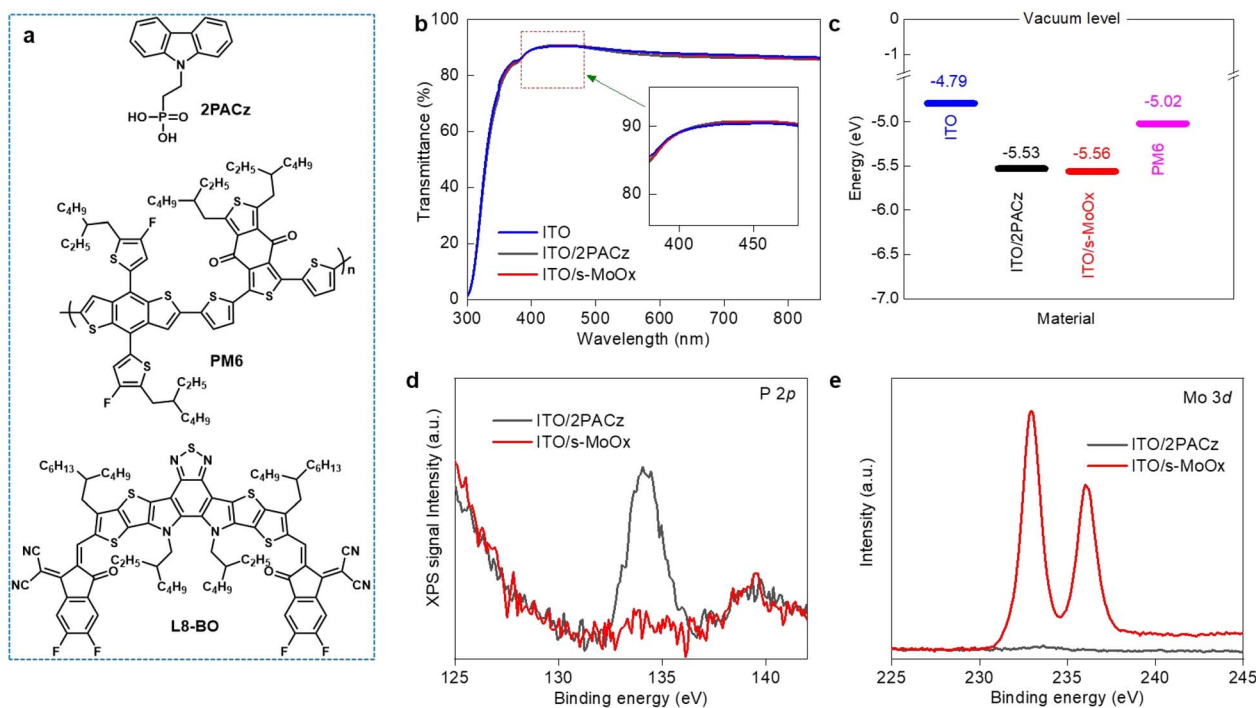 a
N
HO-P=O
OH
2PACz
C2H5
C4H9
C2H5
C4H9
S
S
O
O
S
S
n
C4H9
C2H5
F
S
S
S
S
S
F
C2H5
C4H9
PM6
C6H13
C4H9
N
S
N
C4H9
C6H13
S
S
S
S
N
N
NC
CN
O
C2H5
C4H9
C2H5
C4H9
O
CN
CN
F
F
F
F
L8-BO
b
Transmittance (%)
100
80
60
40
20
0
90
80
400
450
ITO
ITO/2PACz
ITO/s-MoOx
300
400
500
600
700
800
Wavelength (nm)
c
Vacuum level
Energy (eV)
0
-1
-5.0
-5.5
-6.0
-6.5
-7.0
-4.79
ITO
-5.53
ITO/2PACz
-5.56
ITO/s-MoOx
-5.02
PM6
Material
d
P 2p
XPS signal Intensity (a.u.)
ITO/2PACz
ITO/s-MoOx
125
130
135
140
Binding energy (eV)
e
Mo 3d
Intensity (a.u.)
ITO/2PACz
ITO/s-MoOx
225
230
235
240
245
Binding energy (eV)